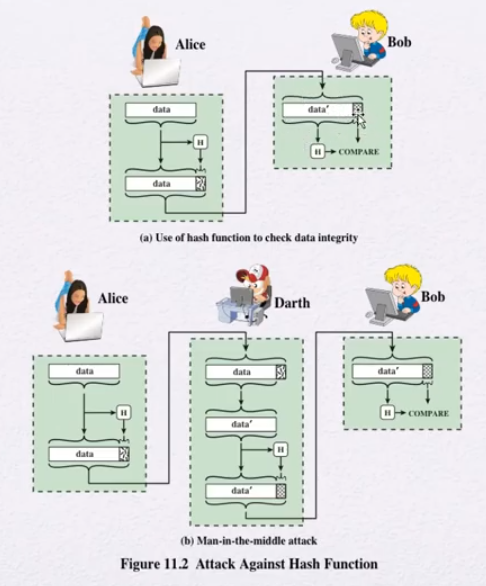 Alice
Bob
data
data′
H
H
COMPARE
data
(a) Use of hash function to check data integrity
Alice
Darth
Bob
data
data
data′
H
data′
H
COMPARE
data
H
data′
(b) Man-in-the-middle attack
Figure 11.2 Attack Against Hash Function